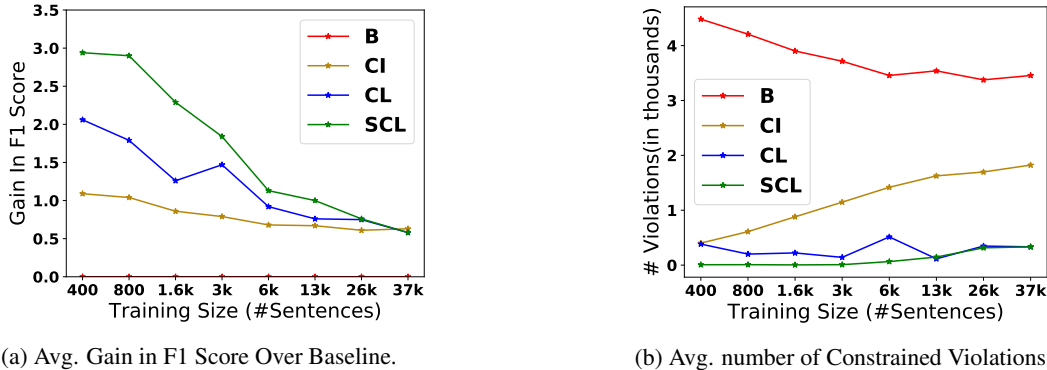 3.5
3.0
2.5
2.0
1.5
1.0
0.5
0.0
Gain In F1 Score
B
CI
CL
SCL
400 800 1.6k 3k 6k 13k 26k 37k
Training Size (#Sentences)
(a) Avg. Gain in F1 Score Over Baseline.
4
3
2
1
0
# Violations(in thousands)
B
CI
CL
SCL
400 800 1.6k 3k 6k 13k 26k 37k
Training Size (#Sentences)
(b) Avg. number of Constrained Violations